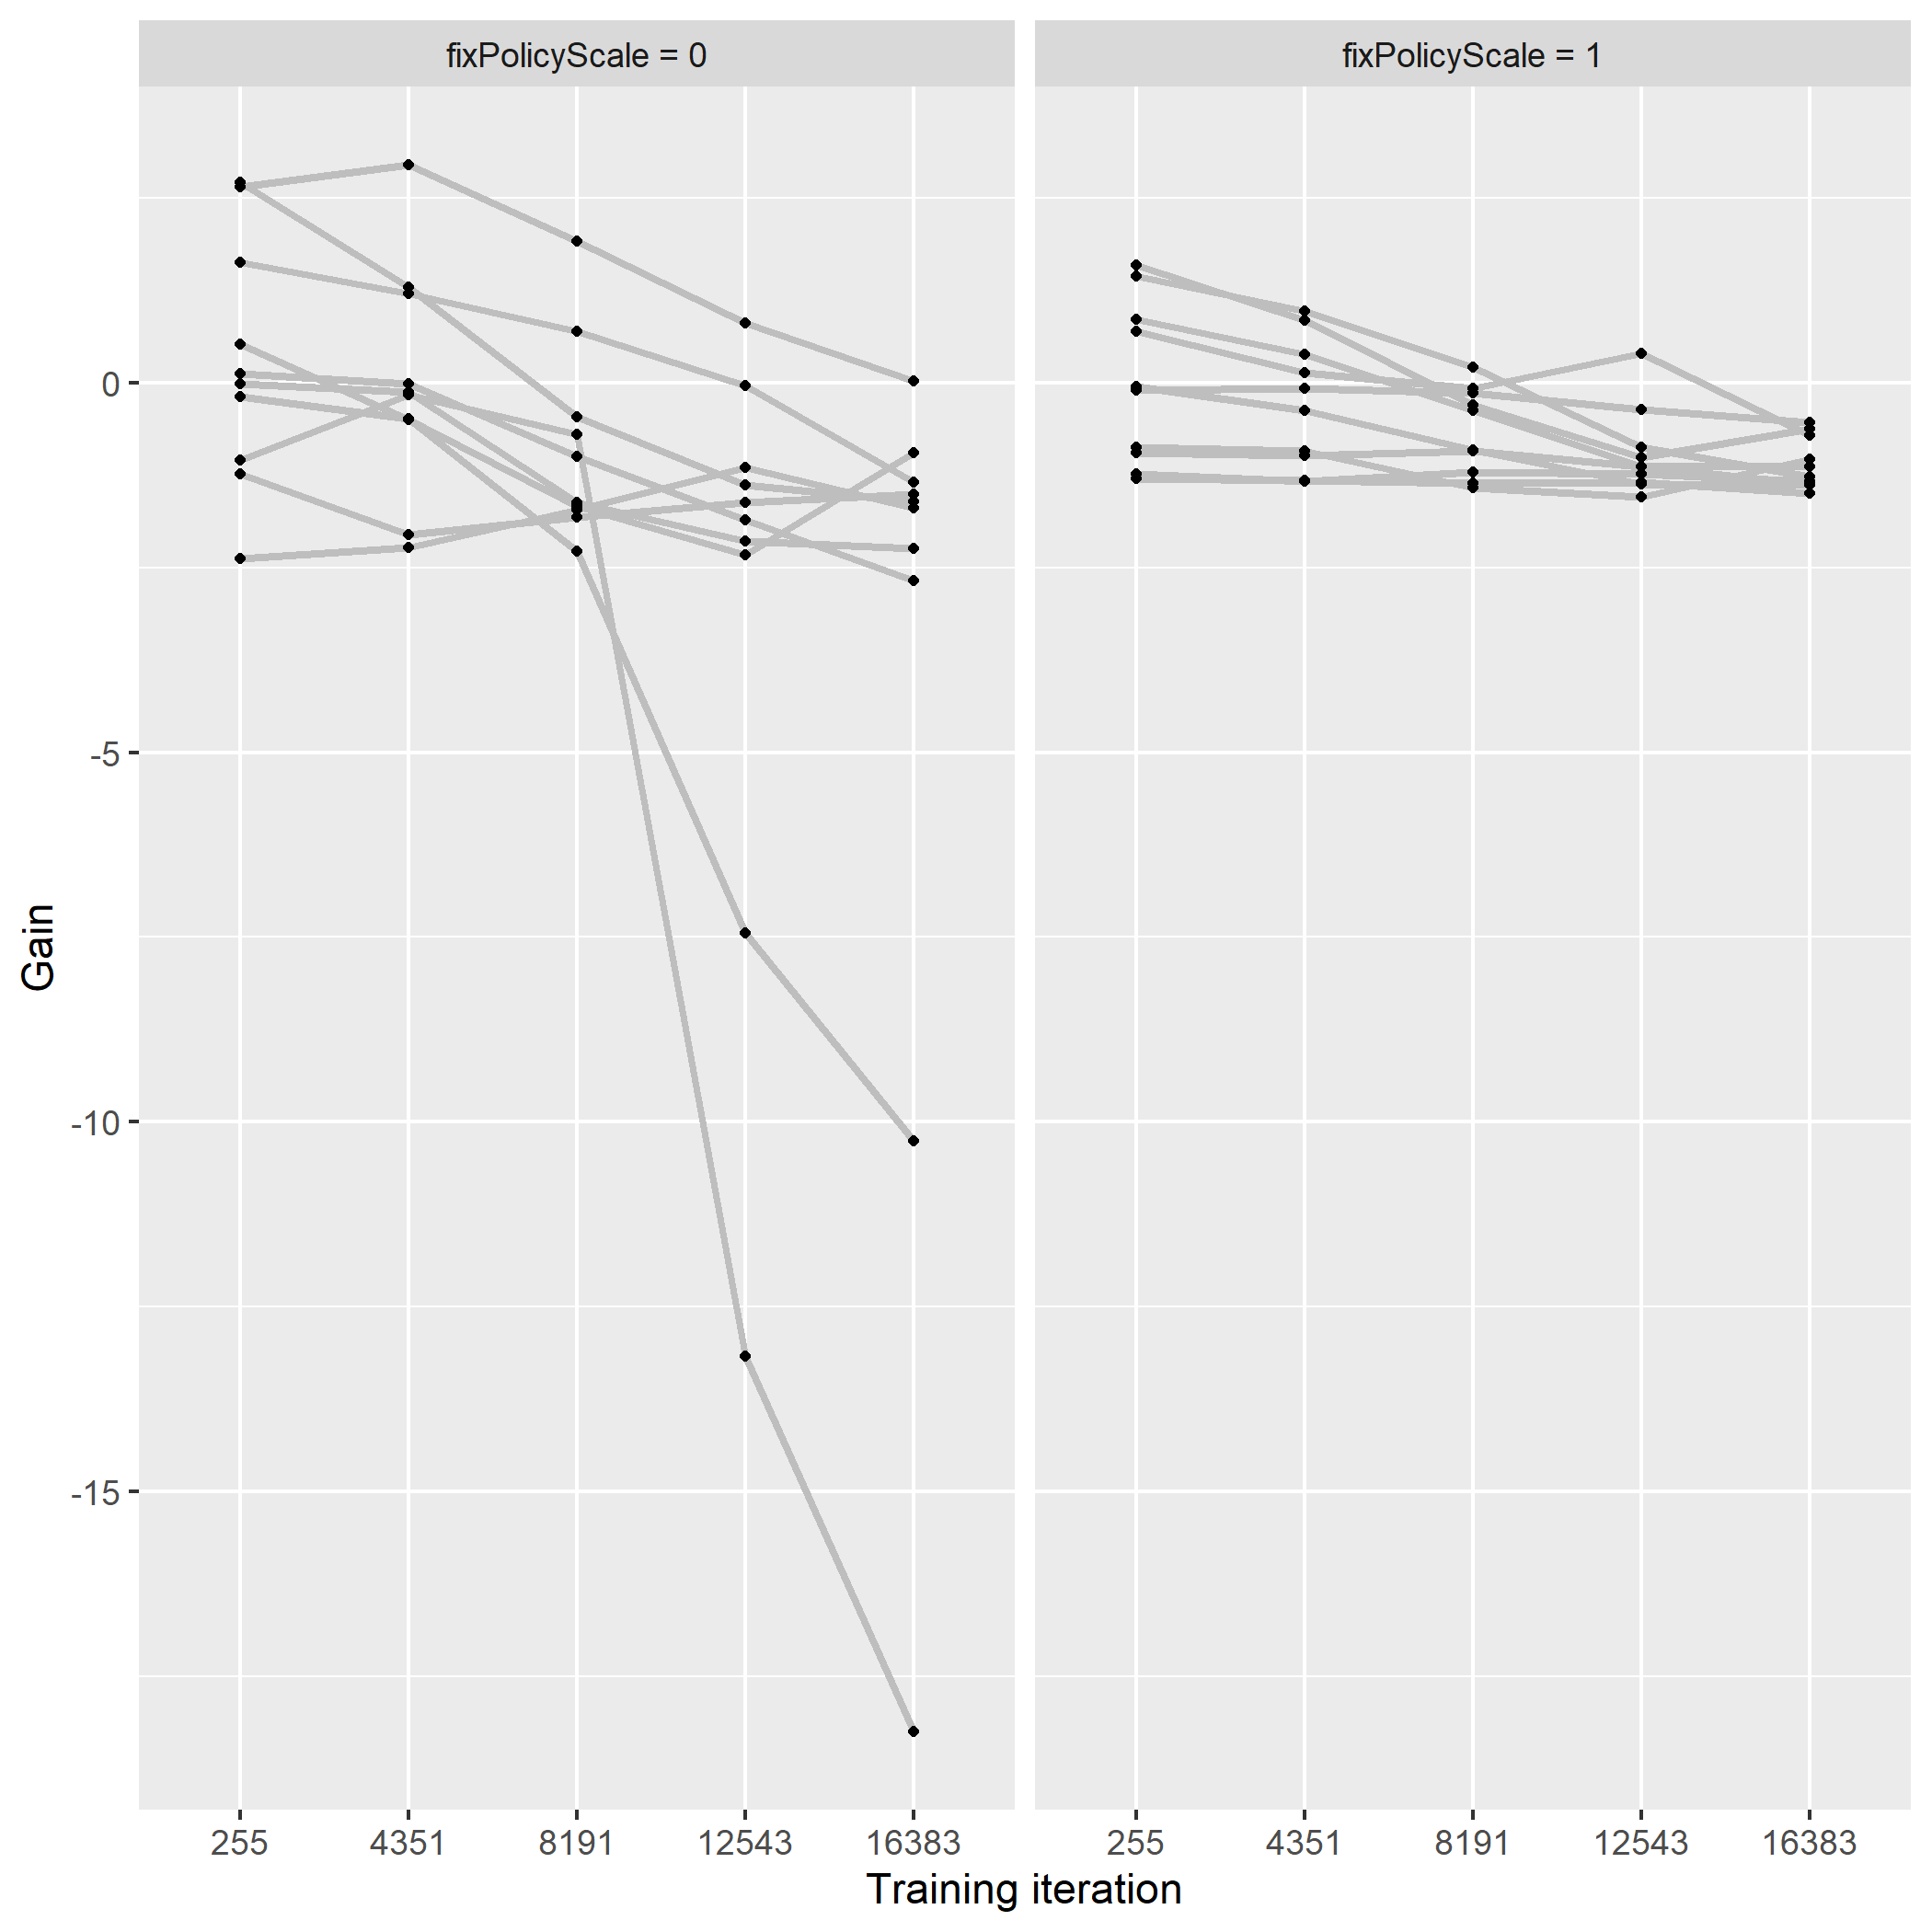 fixPolicyScale = 0
fixPolicyScale = 1
Gain
0
-5
-10
-15
255 4351 8191 12543 16383
255 4351 8191 12543 16383
Training iteration